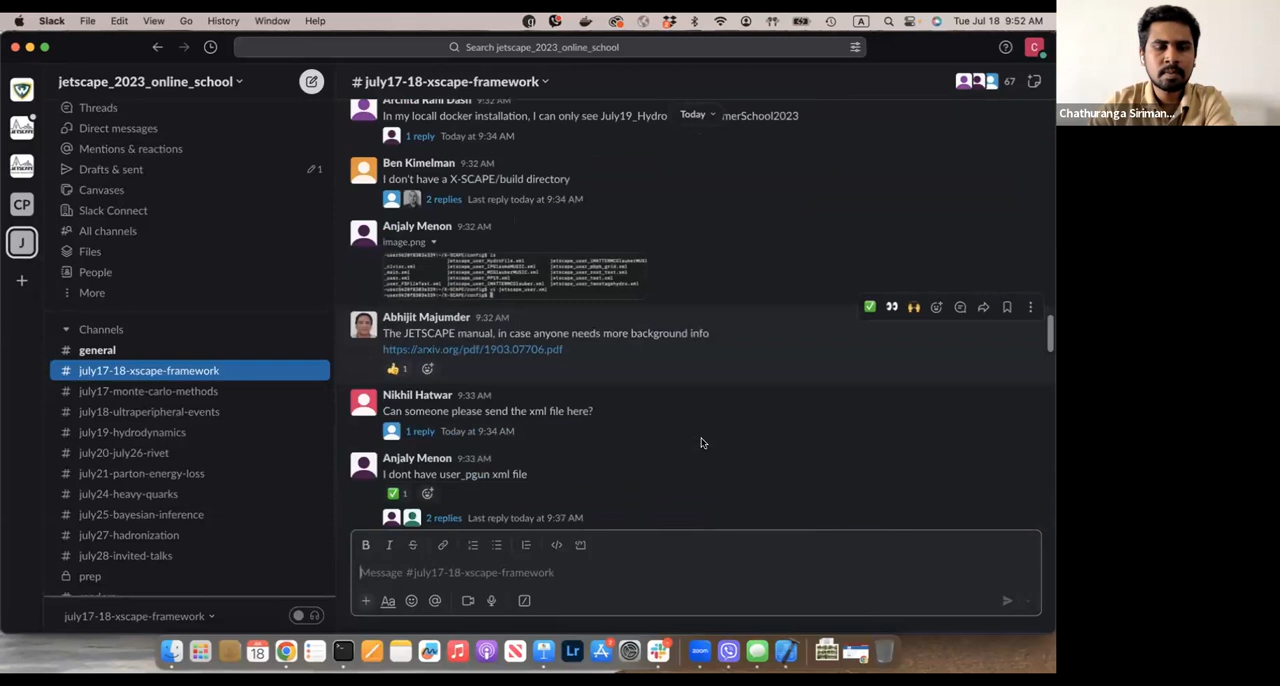 Slack File Edit View Go History Window Help
A
Tue Jul 18 9:52 AM
Search jetscape_2023_online_school
C
jetscape_2023_online_school
Threads
Direct messages
Mentions & reactions
Drafts & sent 1
Canvases
Slack Connect
All channels
Files
People
More
CP
J
Channels
# general
# july17-18-xscape-framework
# july17-monte-carlo-methods
# july18-ultraperipheral-events
# july19-hydrodynamics
# july20-july26-rivet
# july21-parton-energy-loss
# july24-heavy-quarks
# july25-bayesian-inference
# july27-hadronization
# july28-invited-talks
prep
july17-18-xscape-framework
# july17-18-xscape-framework
67
Archita Rani Dash 9:32 AM
In my locall docker installation, I can only see July19_Hydro
merSchool2023
Today
1 reply Today at 9:34 AM
Ben Kimelman 9:32 AM
I don't have a X-SCAPE/build directory
2 replies Last reply today at 9:34 AM
Anjaly Menon 9:32 AM
image.png
Abhijit Majumder 9:32 AM
The JETSCAPE manual, in case anyone needs more background info
https://arxiv.org/pdf/1903.07706.pdf
1
Nikhil Hatwar 9:33 AM
Can someone please send the xml file here?
1 reply Today at 9:34 AM
Anjaly Menon 9:33 AM
I dont have user_pgun xml file
1
2 replies Last reply today at 9:37 AM
B I S
Message #july17-18-xscape-framework
Aa
Chathuranga Siriman...
18
zoom
Lr